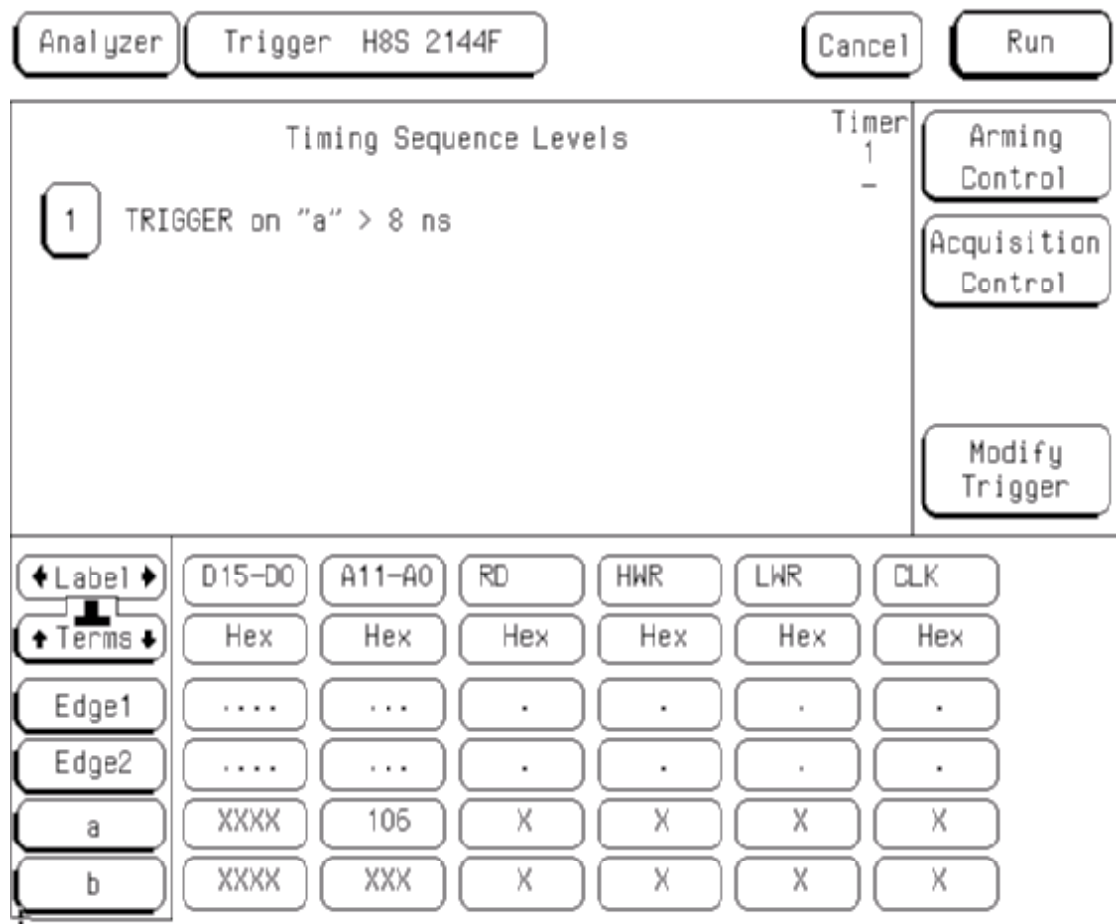 Analyzer Trigger H8S 2144F Cancel Run
Timing Sequence Levels
Timer
1
-
Arming
Control
1 TRIGGER on "a" > 8 ns
Acquisition
Control
Modify
Trigger
Label D15-D0 A11-A0 RD HWR LWR CLK
Terms Hex Hex Hex Hex Hex Hex
Edge1 .... ... . . . .
Edge2 .... ... . . . .
a XXXX 106 X X X X
b XXXX XXX X X X X